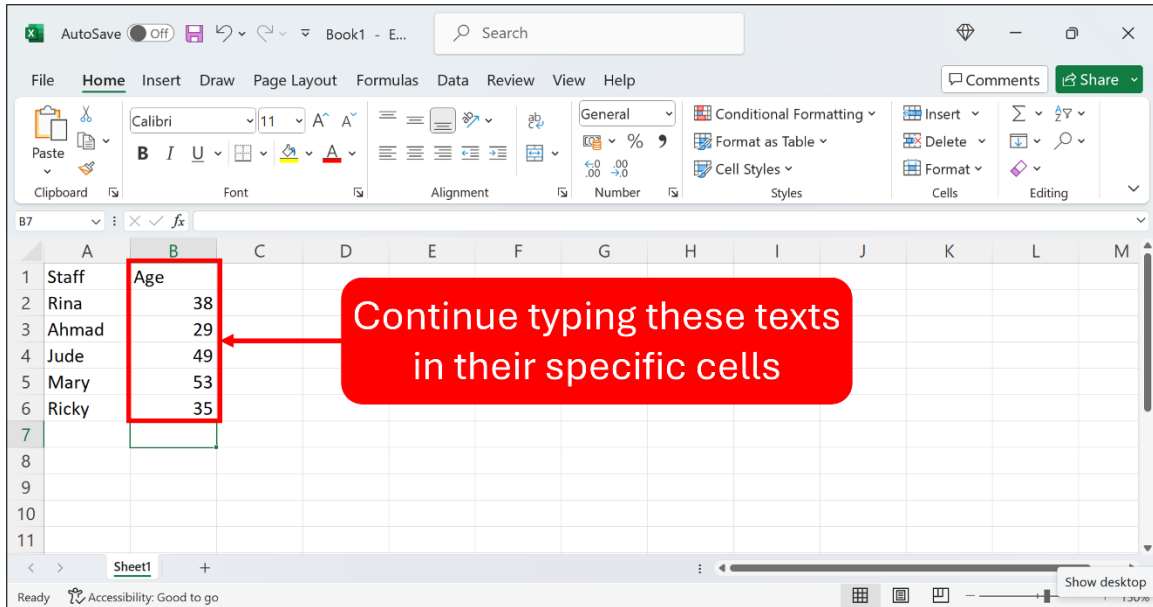 AutoSave Off Book1 - E... Search
File Home Insert Draw Page Layout Formulas Data Review View Help Comments Share
Calibri 11 A^ A˅ ab General Conditional Formatting Insert
Paste B I U A % 9 Format as Table Delete
Cell Styles Format
Clipboard Font Alignment Number Styles Cells Editing
B7 fx
A B C D E F G H I J K L M
1 Staff Age
2 Rina 38
3 Ahmad 29
4 Jude 49
5 Mary 53
6 Ricky 35
7
8
9
10
11
Continue typing these texts
in their specific cells
Sheet1 +
Show desktop
Ready Accessibility: Good to go